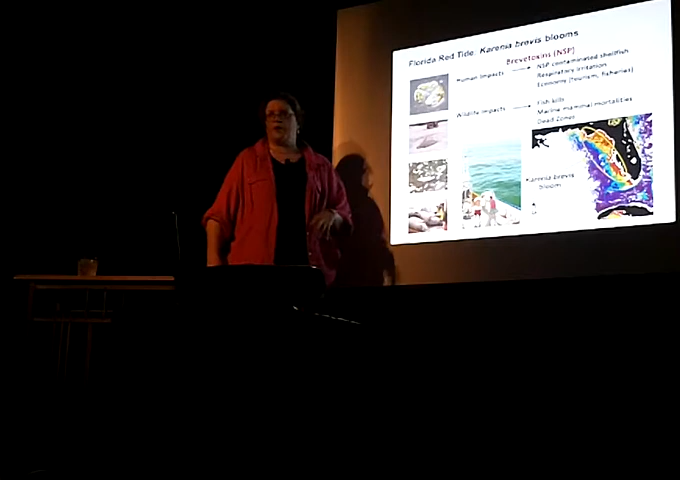 Florida Red Tide: Karenia brevis blooms
Brevetoxins (NSP)
Human Impacts
NSP contaminated shellfish
Respiratory irritation
Economy (tourism, fisheries)
Wildlife Impacts
Fish kills
Marine mammal mortalities
Dead Zones
Karenia brevis
bloom